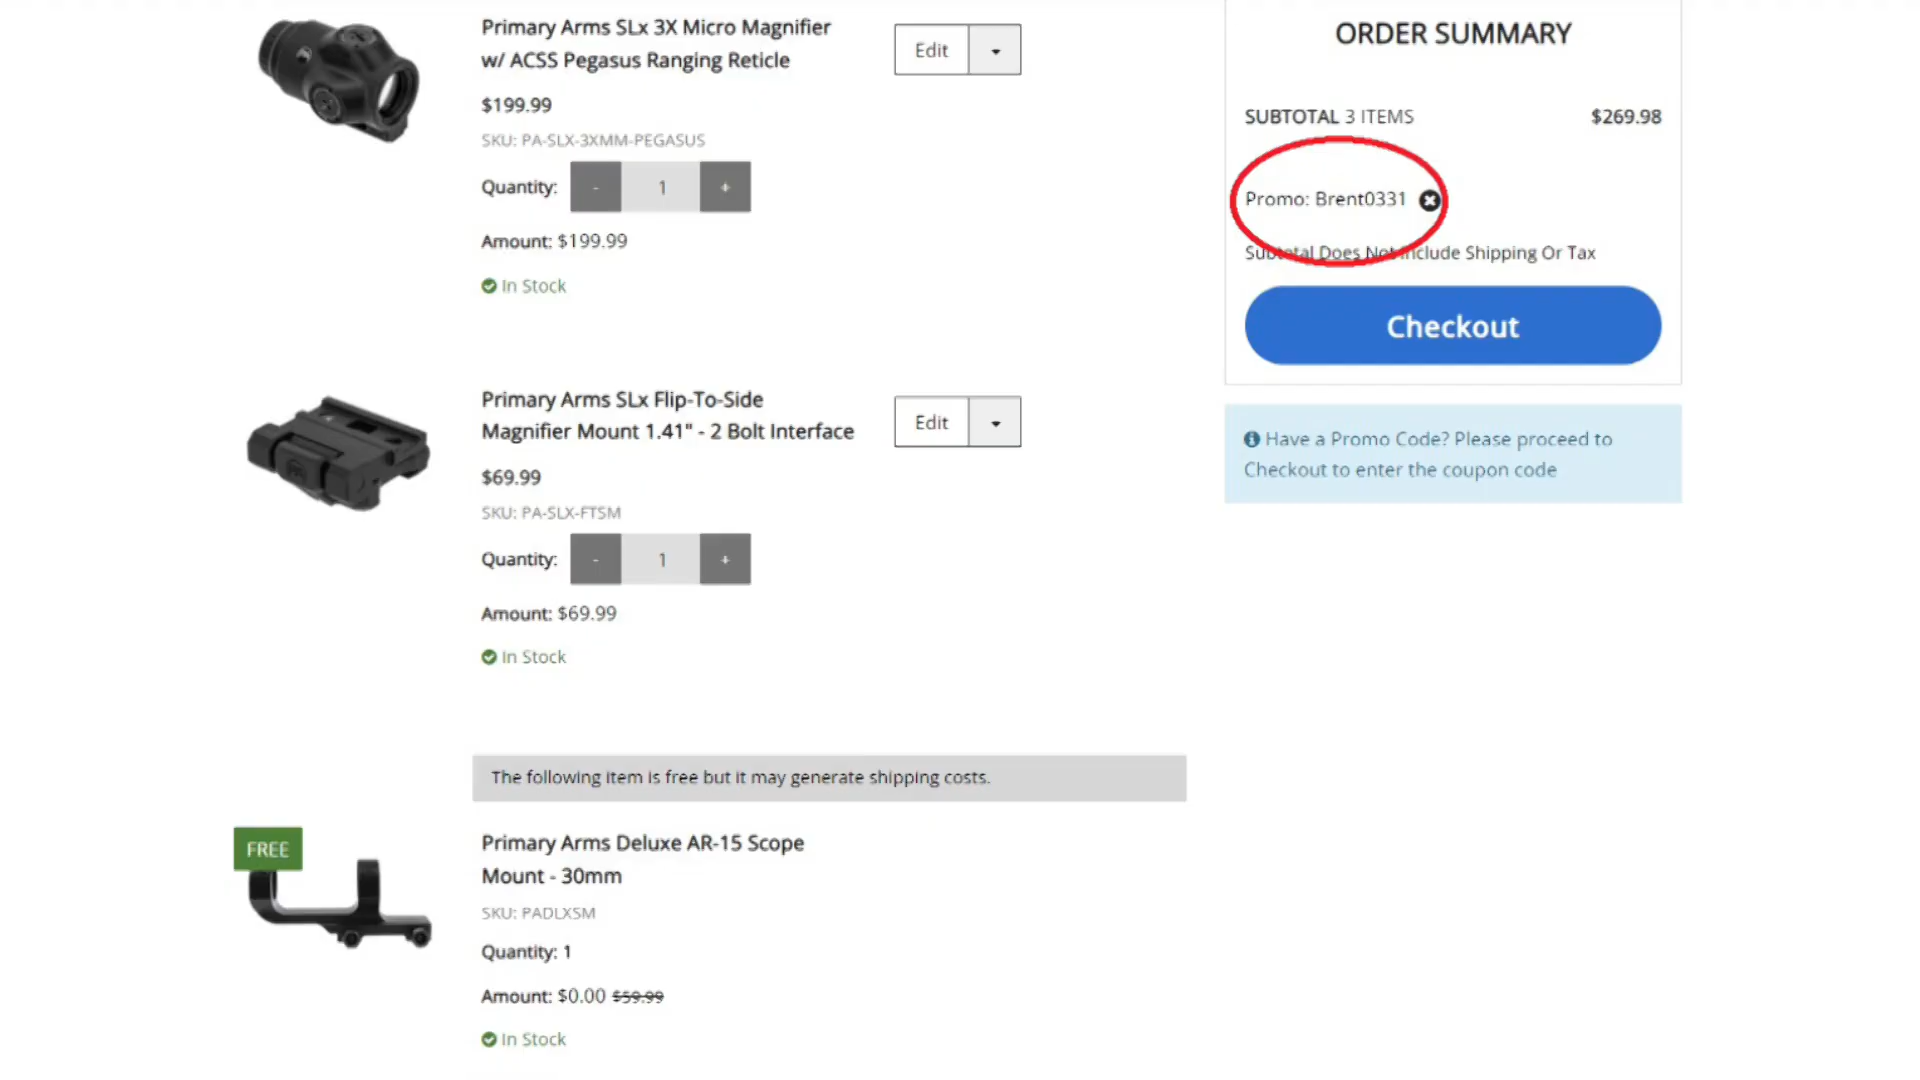 Primary Arms SLx 3X Micro Magnifier
w/ ACSS Pegasus Ranging Reticle
$199.99
SKU: PA-SLX-3XMM-PEGASUS
Quantity: - 1 +
Amount: $199.99
In Stock
Edit
Primary Arms SLx Flip-To-Side
Magnifier Mount 1.41" - 2 Bolt Interface
$69.99
SKU: PA-SLX-FTSM
Quantity: - 1 +
Amount: $69.99
In Stock
Edit
The following item is free but it may generate shipping costs.
FREE
Primary Arms Deluxe AR-15 Scope
Mount - 30mm
SKU: PADLXSM
Quantity: 1
Amount: $0.00 $59.99
In Stock
ORDER SUMMARY
SUBTOTAL 3 ITEMS $269.98
Promo: Brent0331
Subtotal Does Not Include Shipping Or Tax
Checkout
Have a Promo Code? Please proceed to
Checkout to enter the coupon code